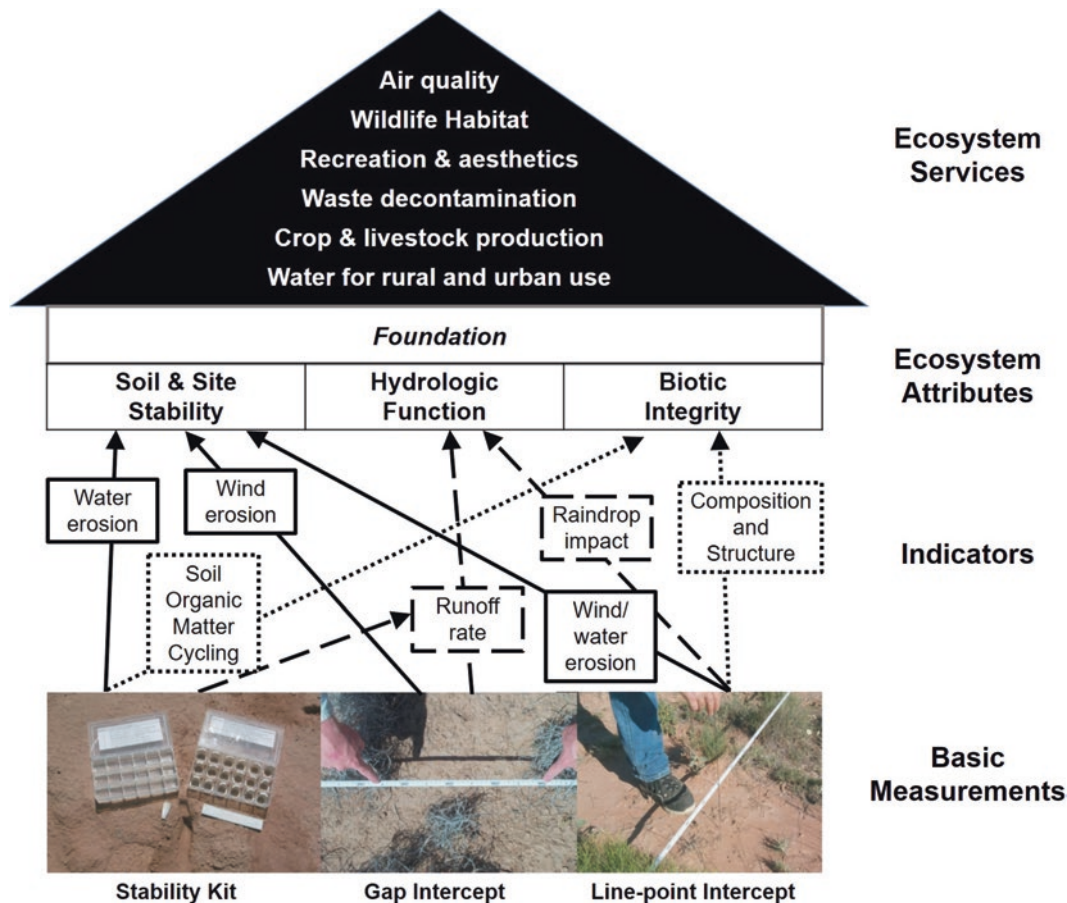 Air quality
Wildlife Habitat
Recreation & aesthetics
Waste decontamination
Crop & livestock production
Water for rural and urban use
Ecosystem
Services
Foundation
Soil & Site
Stability
Hydrologic
Function
Biotic
Integrity
Ecosystem
Attributes
Water
erosion
Wind
erosion
Soil
Organic
Matter
Cycling
Runoff
rate
Raindrop
impact
Wind/
water
erosion
Composition
and
Structure
Indicators
Basic
Measurements
Stability Kit
Gap Intercept
Line-point Intercept